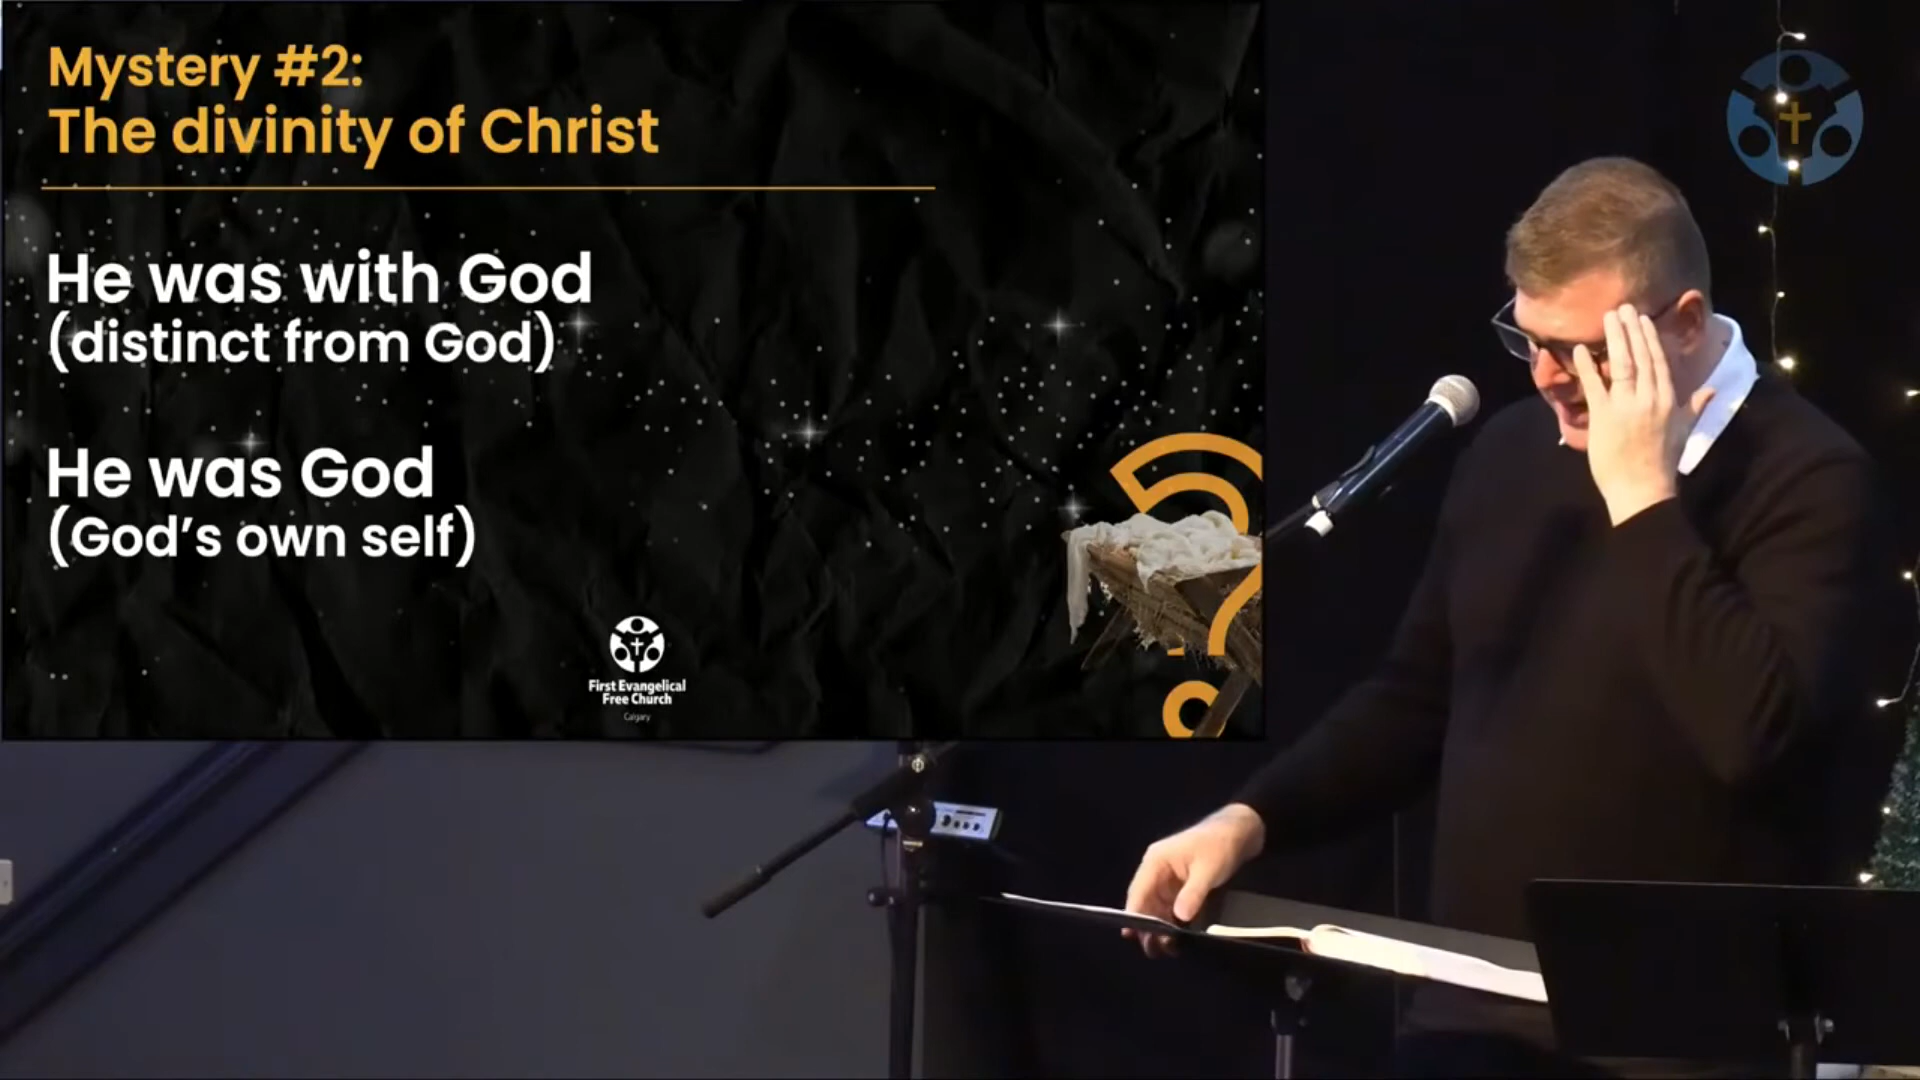 Mystery #2:
The divinity of Christ
He was with God
(distinct from God)
He was God
(God's own self)
First Evangelical
Free Church
Calgary